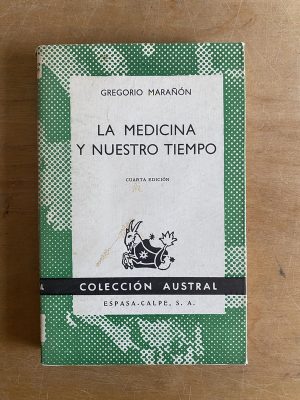 GREGORIO MARAÑÓN
LA MEDICINA
Y NUESTRO TIEMPO
CUARTA EDICIÓN
COLECCIÓN AUSTRAL
ESPASA-CALPE, S. A.